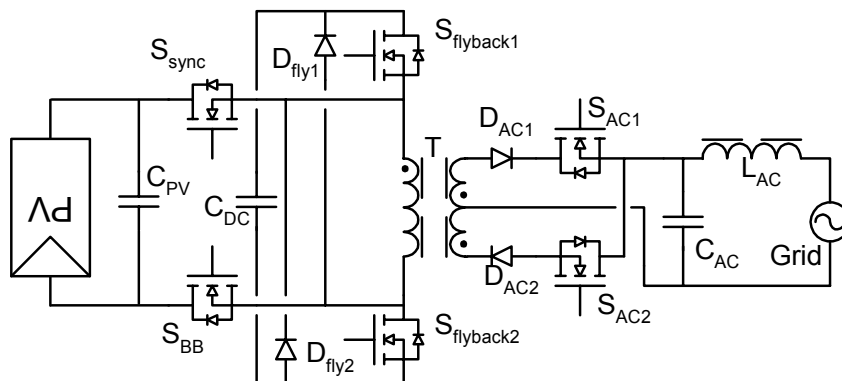 S_flyback1
D_fly1
S_sync
S_AC1
D_AC1
T
L_AC
C_PV
C_DC
PV
C_AC
Grid
D_AC2
S_AC2
S_BB
D_fly2
S_flyback2